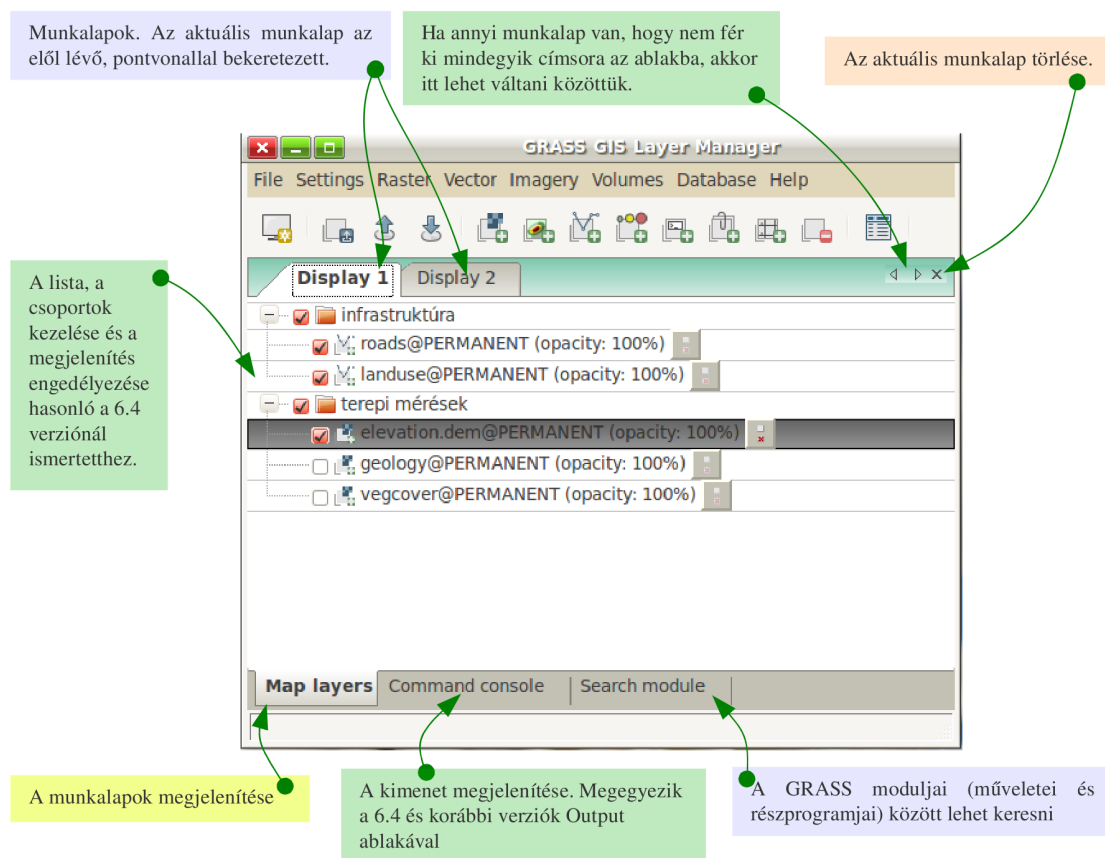 Munkalapok. Az aktuális munkalap az
elől lévő, pontvonallal bekeretezett.
Ha annyi munkalap van, hogy nem fér
ki mindegyik címsora az ablakba, akkor
itt lehet váltani közöttük.
Az aktuális munkalap törlése.
GRASS GIS Layer Manager
File Settings Raster Vector Imagery Volumes Database Help
Display 1 Display 2
A lista, a
csoportok
kezelése és a
megjelenítés
engedélyezése
hasonló a 6.4
verziónál
ismertetthez.
infrastruktúra
roads@PERMANENT (opacity: 100%)
landuse@PERMANENT (opacity: 100%)
terepi mérések
elevation.dem@PERMANENT (opacity: 100%)
geology@PERMANENT (opacity: 100%)
vegcover@PERMANENT (opacity: 100%)
Map layers Command console Search module
A munkalapok megjelenítése
A kimenet megjelenítése. Megegyezik
a 6.4 és korábbi verziók Output
ablakával
A GRASS moduljai (műveletei és
részprogramjai) között lehet keresni